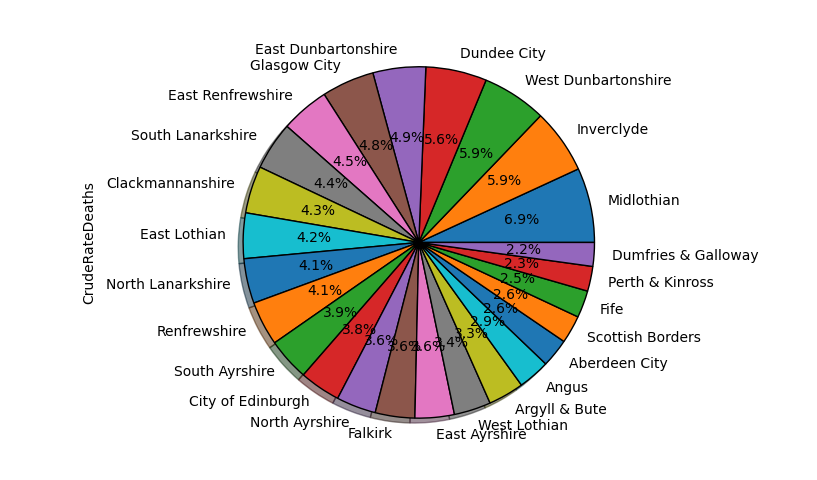 CrudeRateDeaths
Midlothian
6.9%
Inverclyde
5.9%
West Dunbartonshire
5.9%
Dundee City
5.6%
East Dunbartonshire
4.9%
Glasgow City
4.8%
East Renfrewshire
4.5%
South Lanarkshire
4.4%
Clackmannanshire
4.3%
East Lothian
4.2%
North Lanarkshire
4.1%
Renfrewshire
4.1%
South Ayrshire
3.9%
City of Edinburgh
3.8%
North Ayrshire
3.6%
Falkirk
3.6%
East Ayrshire
3.6%
West Lothian
3.4%
Argyll & Bute
3.3%
Angus
2.9%
Aberdeen City
2.6%
Scottish Borders
2.6%
Fife
2.5%
Perth & Kinross
2.3%
Dumfries & Galloway
2.2%